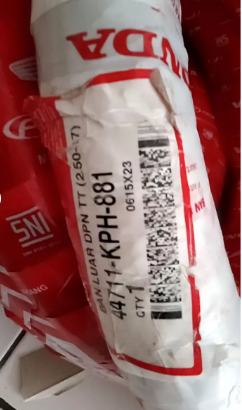 HONDA
BAN LUAR DPN TT (2.50-17)
44711-KPH-881
0615X23
QTY 1
SNI